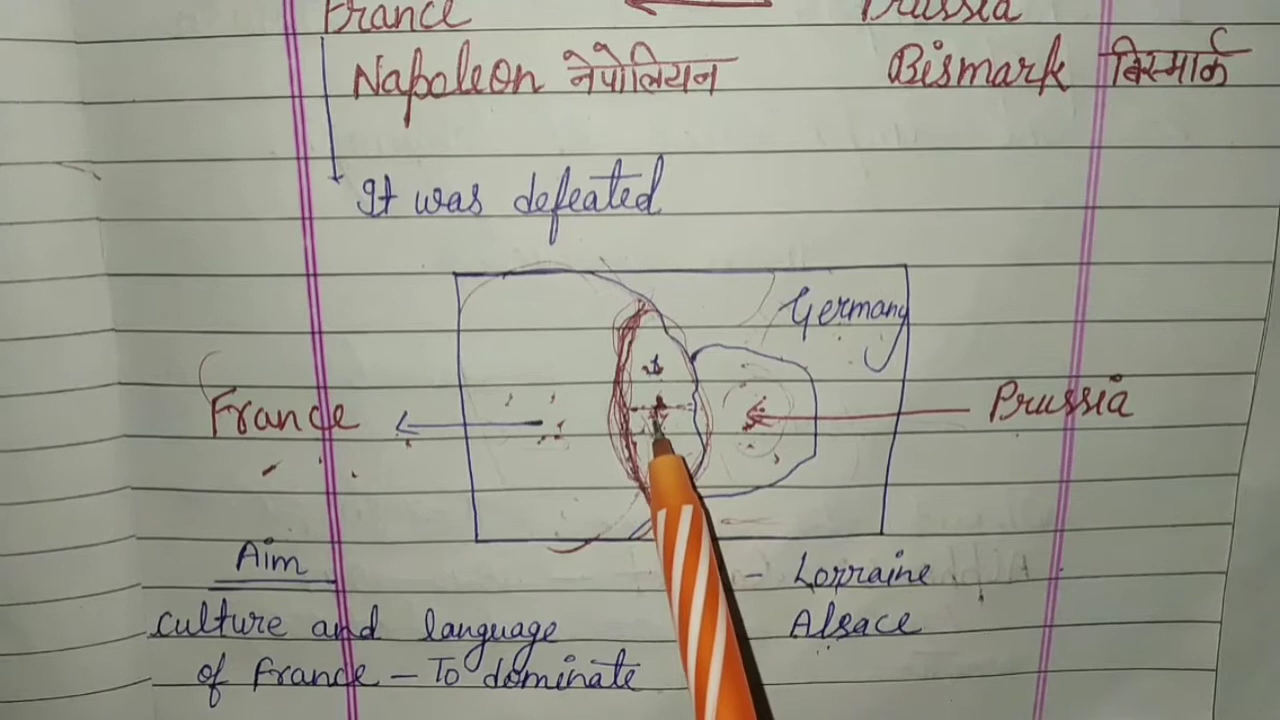 France Prussia
Napoleon नेपोलियन Bismark बिस्मार्क
It was defeated
Germany
France Prussia
Aim
- Lorraine
culture and language Alsace
of France - To dominate